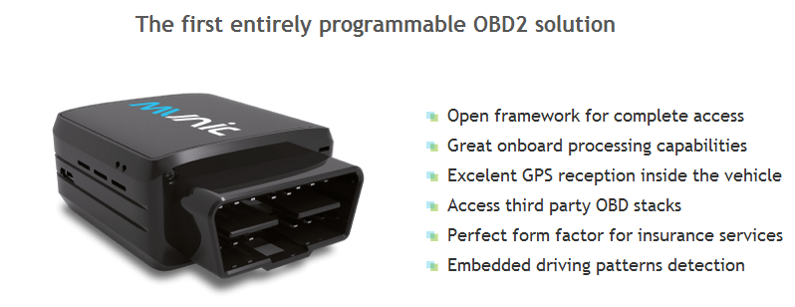 The first entirely programmable OBD2 solution
munic
Open framework for complete access
Great onboard processing capabilities
Excelent GPS reception inside the vehicle
Access third party OBD stacks
Perfect form factor for insurance services
Embedded driving patterns detection